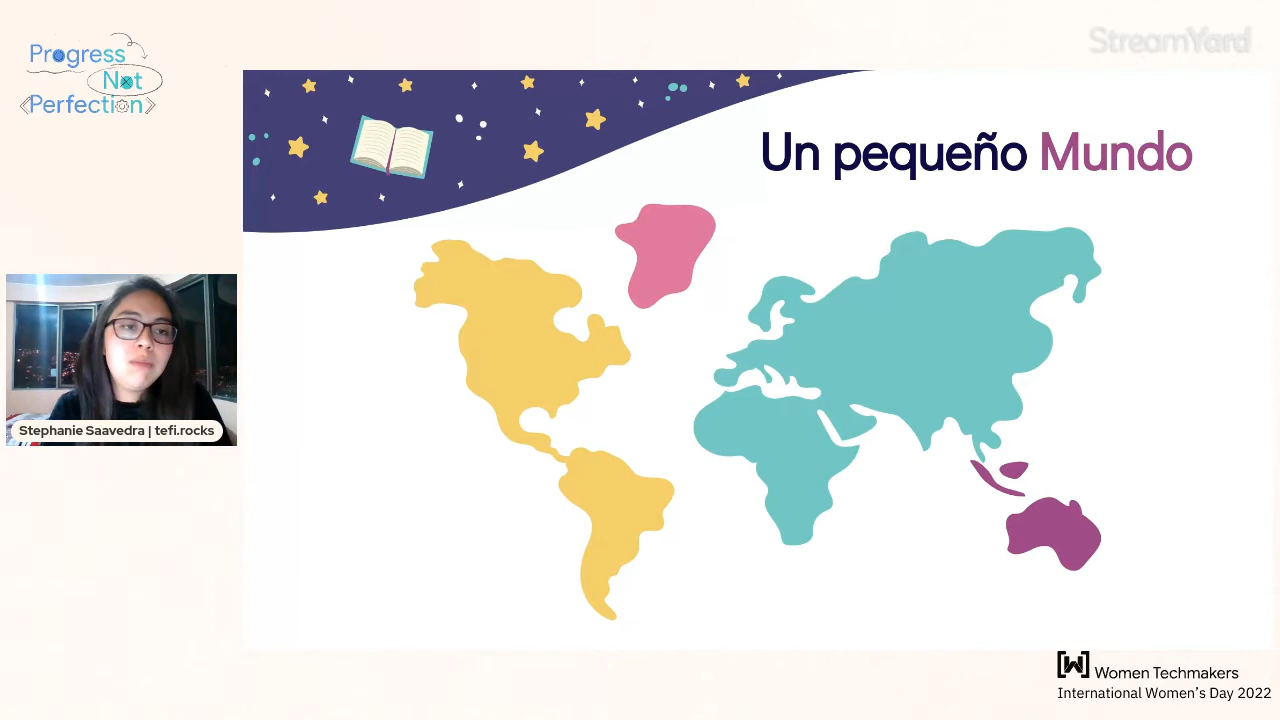 Progress
Not
Perfection
StreamYard
Un pequeño Mundo
Stephanie Saavedra | tefi.rocks
[W] Women Techmakers
International Women's Day 2022